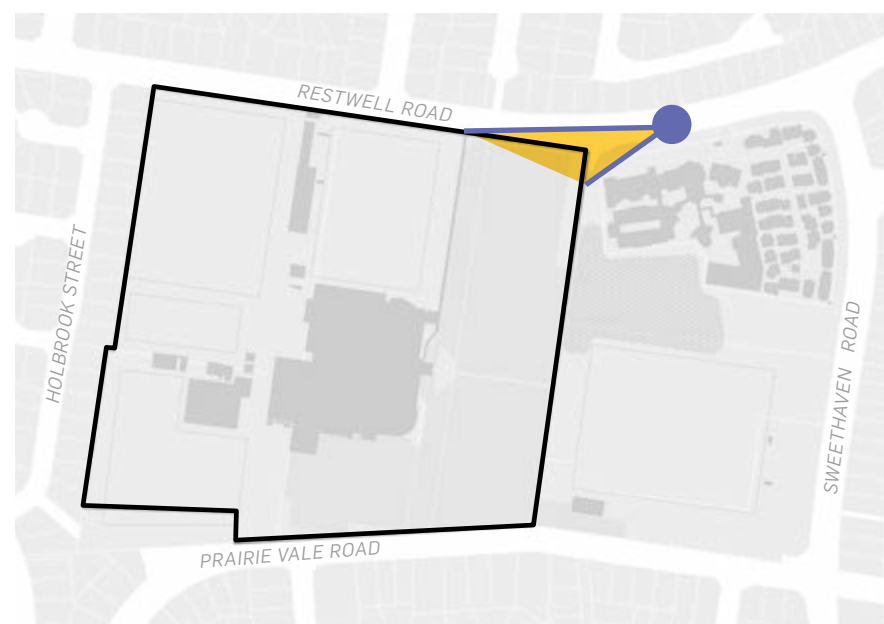 RESTWELL ROAD
HOLBROOK STREET
SWEETHAVEN ROAD
PRAIRIE VALE ROAD